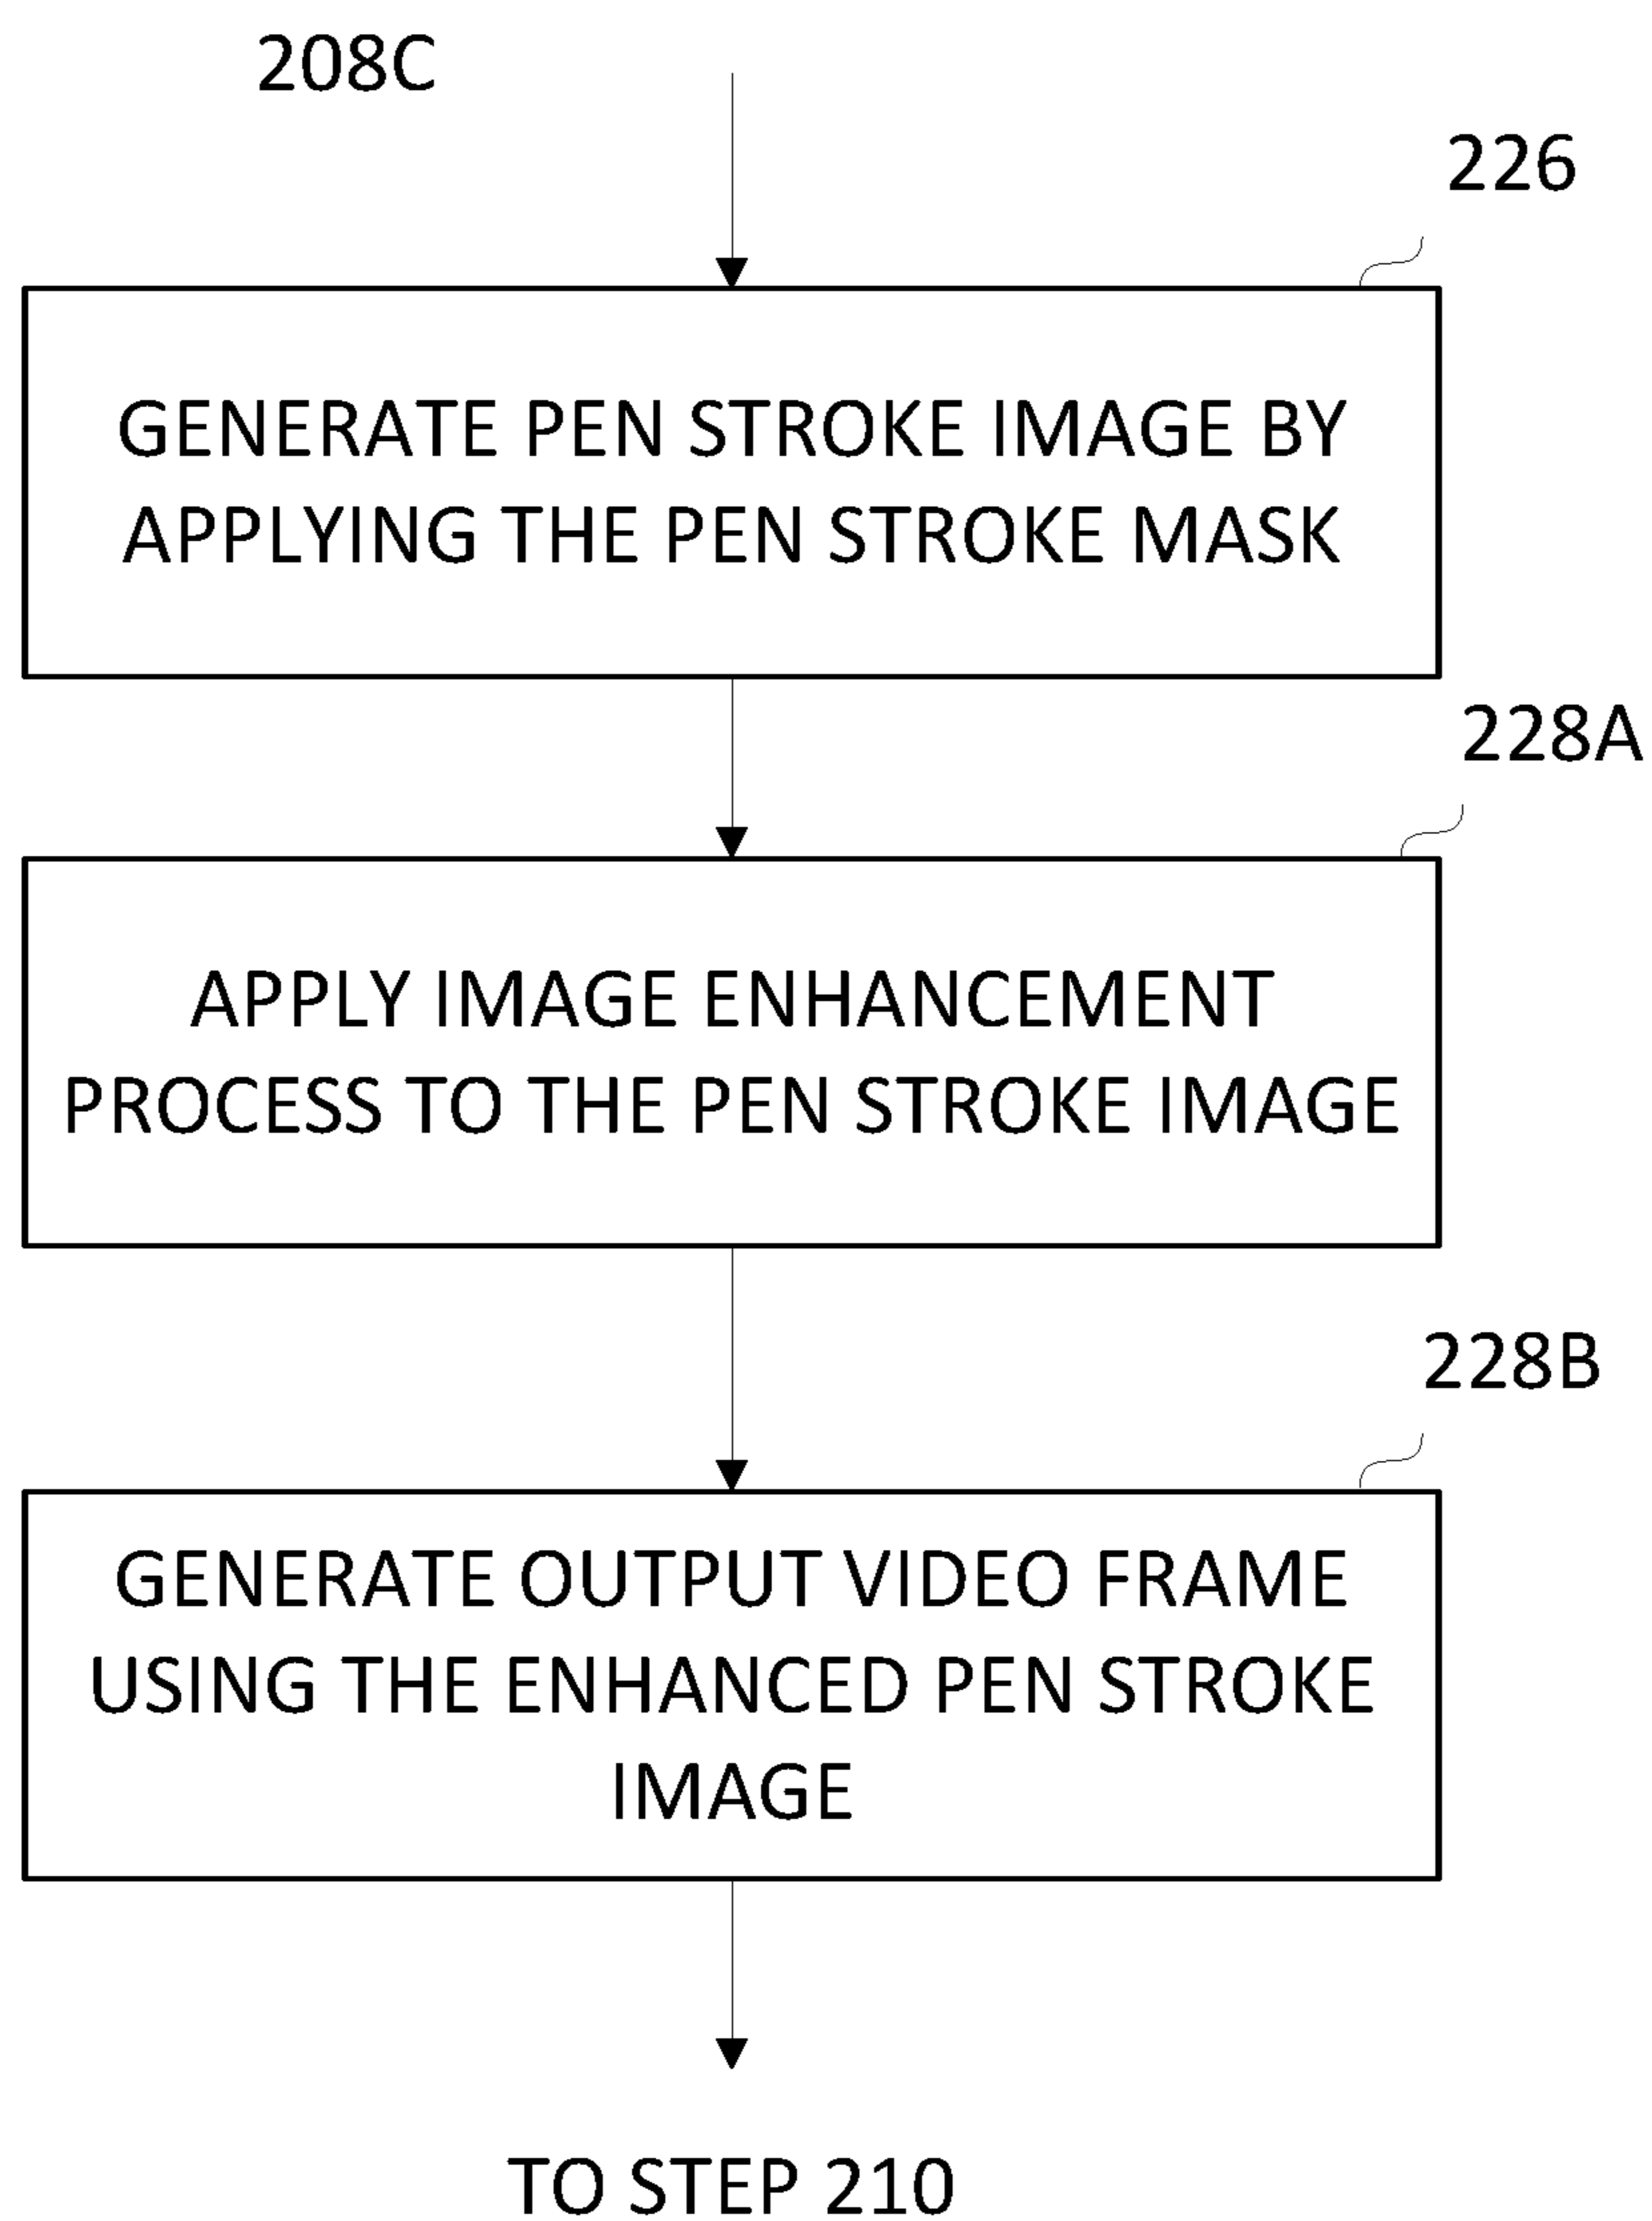 208C
226
GENERATE PEN STROKE IMAGE BY
APPLYING THE PEN STROKE MASK
228A
APPLY IMAGE ENHANCEMENT
PROCESS TO THE PEN STROKE IMAGE
228B
GENERATE OUTPUT VIDEO FRAME
USING THE ENHANCED PEN STROKE
IMAGE
TO STEP 210